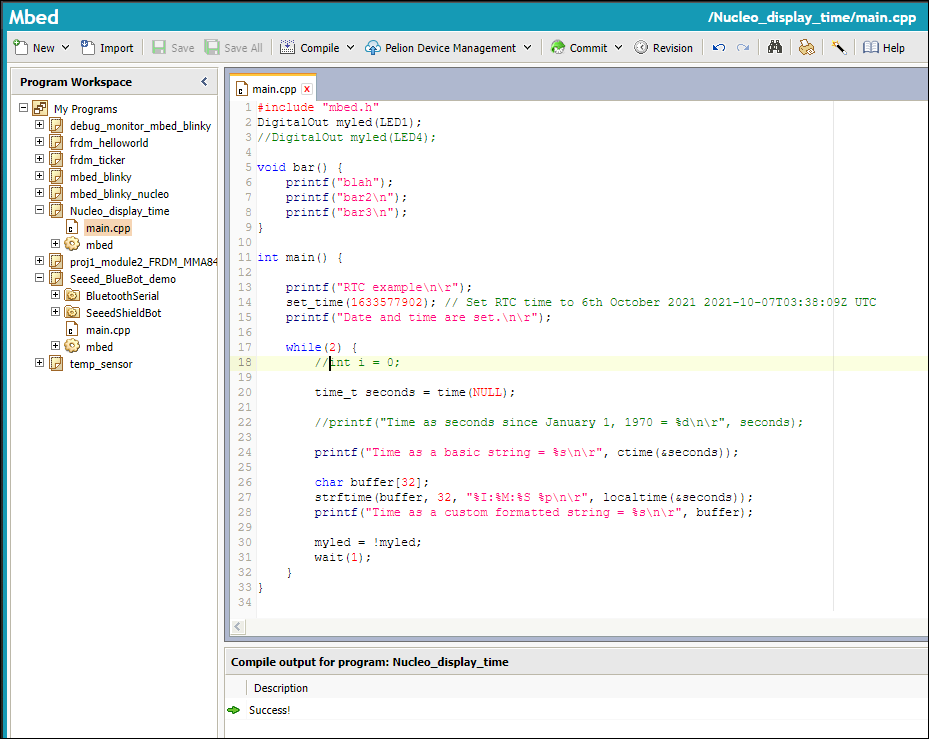 Mbed
/Nucleo_display_time/main.cpp
New Import Save Save All Compile Pelion Device Management Commit Revision Help
Program Workspace
My Programs
debug_monitor_mbed_blinky
frdm_helloworld
frdm_ticker
mbed_blinky
mbed_blinky_nucleo
Nucleo_display_time
main.cpp
mbed
proj1_module2_FRDM_MMA84
Seeed_BlueBot_demo
BluetoothSerial
SeeedShieldBot
main.cpp
mbed
temp_sensor
main.cpp x
1 #include "mbed.h"
2 DigitalOut myled(LED1);
3 //DigitalOut myled(LED4);
4
5 void bar() {
6     printf("blah");
7     printf("bar2\n");
8     printf("bar3\n");
9 }
10
11 int main() {
12
13     printf("RTC example\n\r");
14     set_time(1633577902); // Set RTC time to 6th October 2021 2021-10-07T03:38:09Z UTC
15     printf("Date and time are set.\n\r");
16
17     while(2) {
18         //int i = 0;
19
20         time_t seconds = time(NULL);
21
22         //printf("Time as seconds since January 1, 1970 = %d\n\r", seconds);
23
24         printf("Time as a basic string = %s\n\r", ctime(&seconds));
25
26         char buffer[32];
27         strftime(buffer, 32, "%I:%M:%S %p\n\r", localtime(&seconds));
28         printf("Time as a custom formatted string = %s\n\r", buffer);
29
30         myled = !myled;
31         wait(1);
32     }
33 }
34
Compile output for program: Nucleo_display_time
Description
Success!